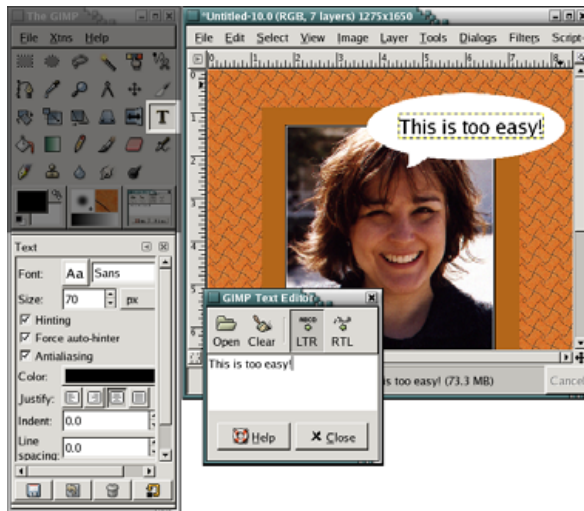 The GIMP
File Xtns Help
T
Text
Font: Aa Sans
Size: 70 px
Hinting
Force auto-hinter
Antialiasing
Color:
Justify:
Indent: 0.0
Line
spacing: 0.0
*Untitled-10.0 (RGB, 7 layers) 1275x1650
File Edit Select View Image Layer Tools Dialogs Filters Script-
This is too easy!
GIMP Text Editor
Open Clear LTR RTL
This is too easy!
Help Close
is too easy! (73.3 MB) Cancel